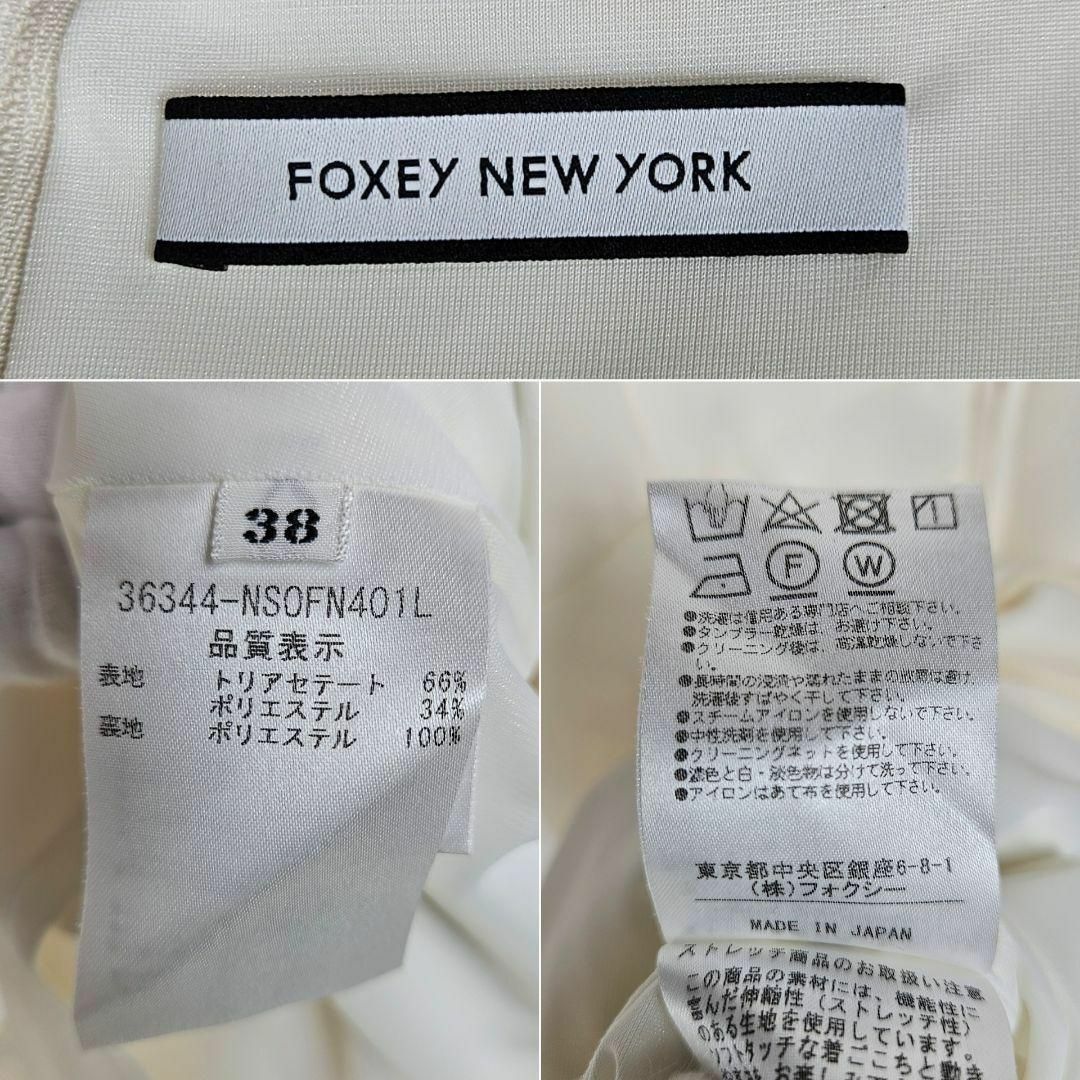 FOXEY NEW YORK
38
36344-NSOFN401L
品質表示
表地 トリアセテート 66%
ポリエステル 34%
裏地 ポリエステル 100%
F W
●洗濯は信用ある専門店へご相談下さい。
●タンブラー乾燥は、お避け下さい。
●クリーニング後は、高温乾燥しないで下さ
い。
●長時間の浸漬や濡れたままの放置は避け、
洗濯後すばやく干して下さい。
●スチームアイロンを使用しないで下さい。
●中性洗剤を使用して下さい。
●クリーニングネットを使用して下さい。
●濃色と白・淡色物は分けて洗って下さい。
●アイロンはあて布を使用して下さい。
東京都中央区銀座6-8-1
(株)フォクシー
MADE IN JAPAN
ストレッチ商品のお取扱い注意
この商品の素材には、機能性に
富んだ伸縮性(ストレッチ性)
のある生地を使用しています。
ソフトタッチな着ごこちと動き
お楽しみ